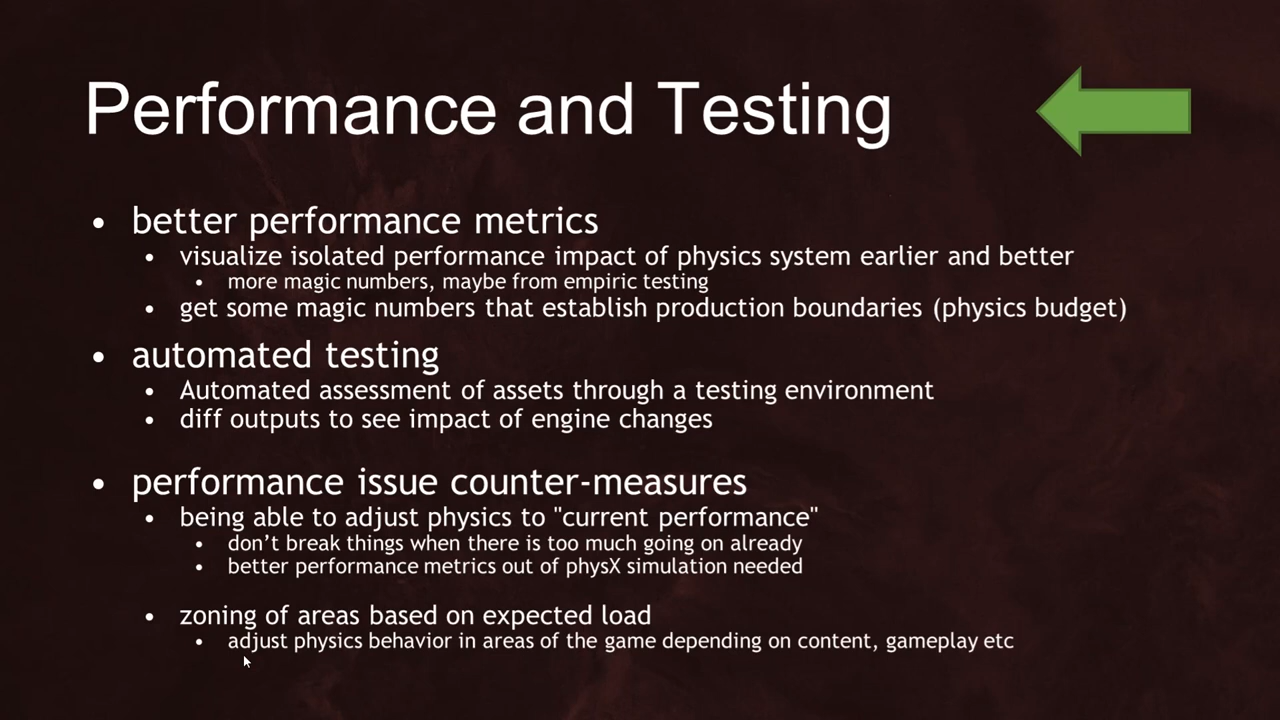 Performance and Testing
• better performance metrics
• visualize isolated performance impact of physics system earlier and better
• more magic numbers, maybe from empiric testing
• get some magic numbers that establish production boundaries (physics budget)
• automated testing
• Automated assessment of assets through a testing environment
• diff outputs to see impact of engine changes
• performance issue counter-measures
• being able to adjust physics to "current performance"
• don’t break things when there is too much going on already
• better performance metrics out of physX simulation needed
• zoning of areas based on expected load
• adjust physics behavior in areas of the game depending on content, gameplay etc